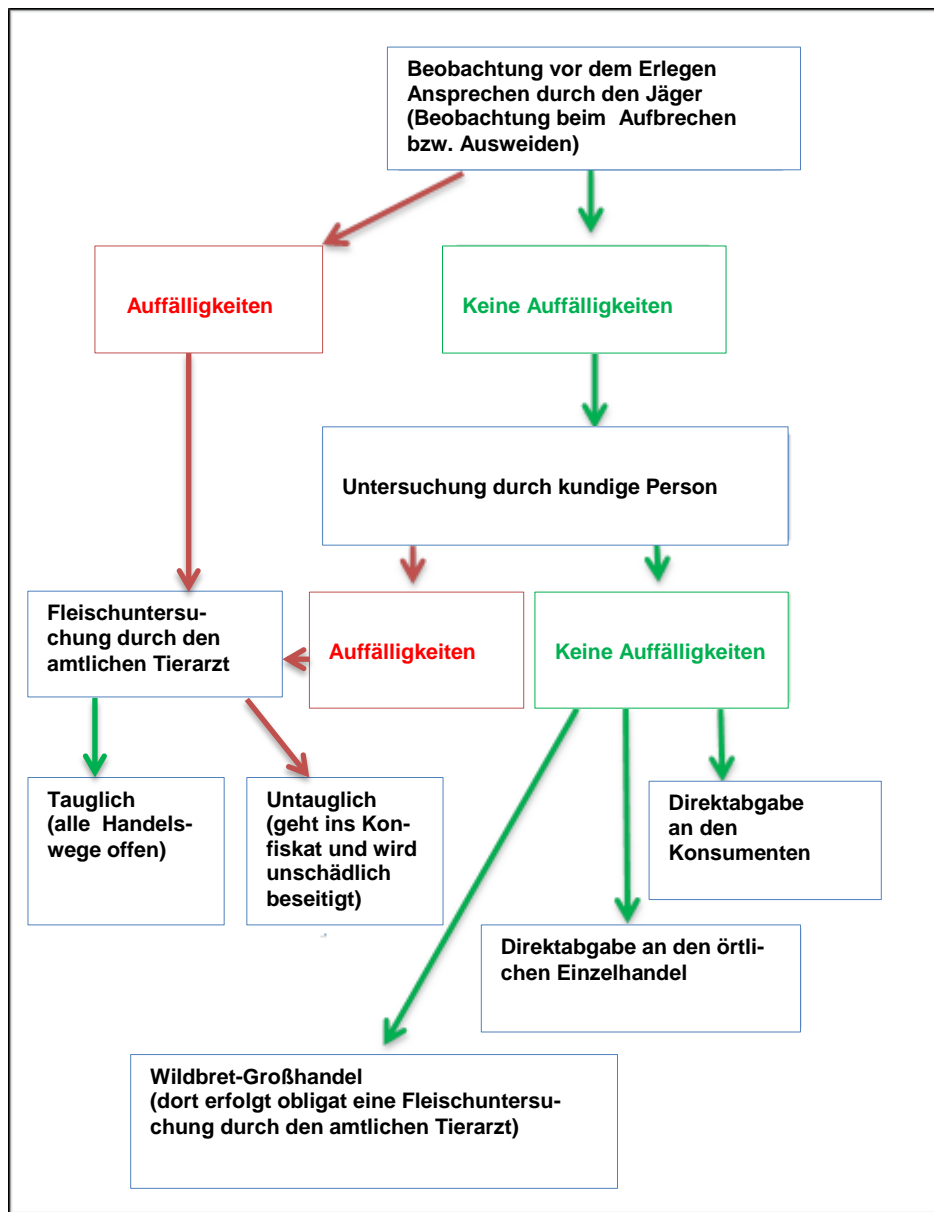 Beobachtung vor dem Erlegen
Ansprechen durch den Jäger
(Beobachtung beim Aufbrechen
bzw. Ausweiden)
Auffälligkeiten
Keine Auffälligkeiten
Untersuchung durch kundige Person
Fleischuntersu-
chung durch den
amtlichen Tierarzt
Auffälligkeiten
Keine Auffälligkeiten
Tauglich
(alle Handels-
wege offen)
Untauglich
(geht ins Kon-
fiskat und wird
unschädlich
beseitigt)
Direktabgabe
an den
Konsumenten
Direktabgabe an den örtli-
chen Einzelhandel
Wildbret-Großhandel
(dort erfolgt obligat eine Fleischuntersu-
chung durch den amtlichen Tierarzt)